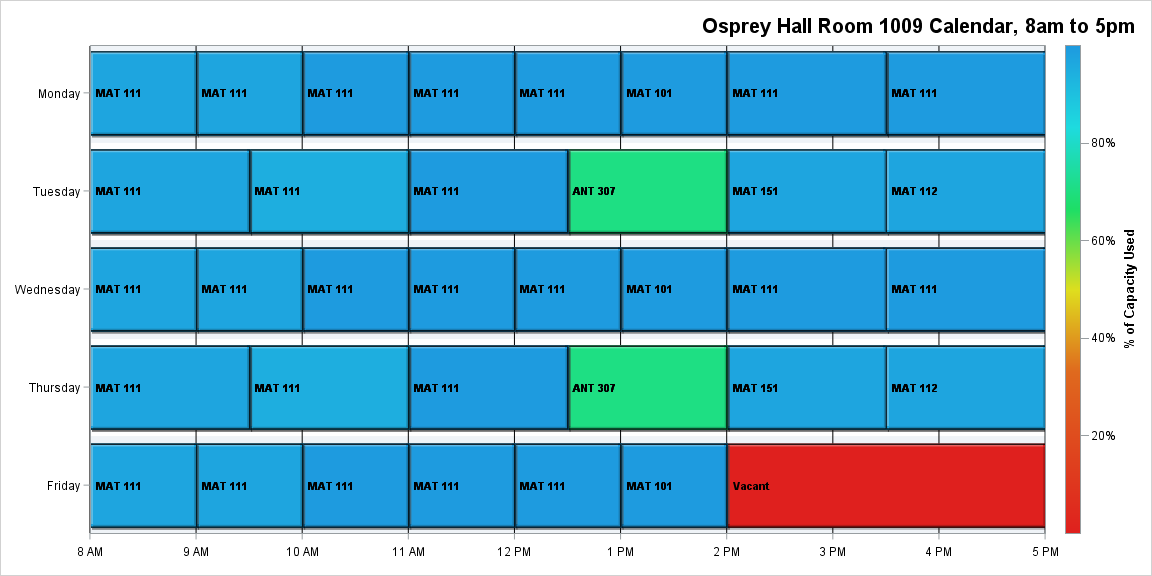 Osprey Hall Room 1009 Calendar, 8am to 5pm
Monday
MAT 111 MAT 111 MAT 111 MAT 111 MAT 111 MAT 101 MAT 111 MAT 111
Tuesday
MAT 111 MAT 111 MAT 111 ANT 307 MAT 151 MAT 112
Wednesday
MAT 111 MAT 111 MAT 111 MAT 111 MAT 111 MAT 101 MAT 111 MAT 111
Thursday
MAT 111 MAT 111 MAT 111 ANT 307 MAT 151 MAT 112
Friday
MAT 111 MAT 111 MAT 111 MAT 111 MAT 111 MAT 101 Vacant
8 AM 9 AM 10 AM 11 AM 12 PM 1 PM 2 PM 3 PM 4 PM 5 PM
80%
60%
40%
20%
% of Capacity Used